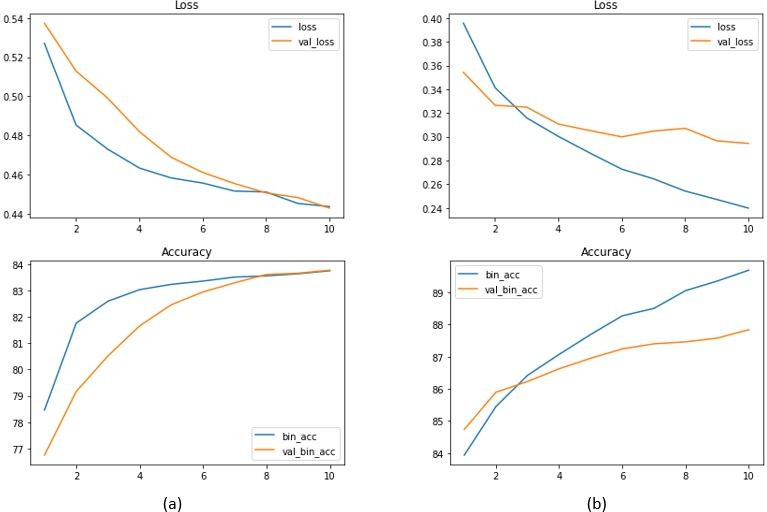 Loss
0.54
0.52
0.50
0.48
0.46
0.44
loss
val_loss
2 4 6 8 10
Loss
0.40
0.38
0.36
0.34
0.32
0.30
0.28
0.26
0.24
loss
val_loss
2 4 6 8 10
Accuracy
84
83
82
81
80
79
78
77
bin_acc
val_bin_acc
2 4 6 8 10
Accuracy
89
88
87
86
85
84
bin_acc
val_bin_acc
2 4 6 8 10
(a)
(b)